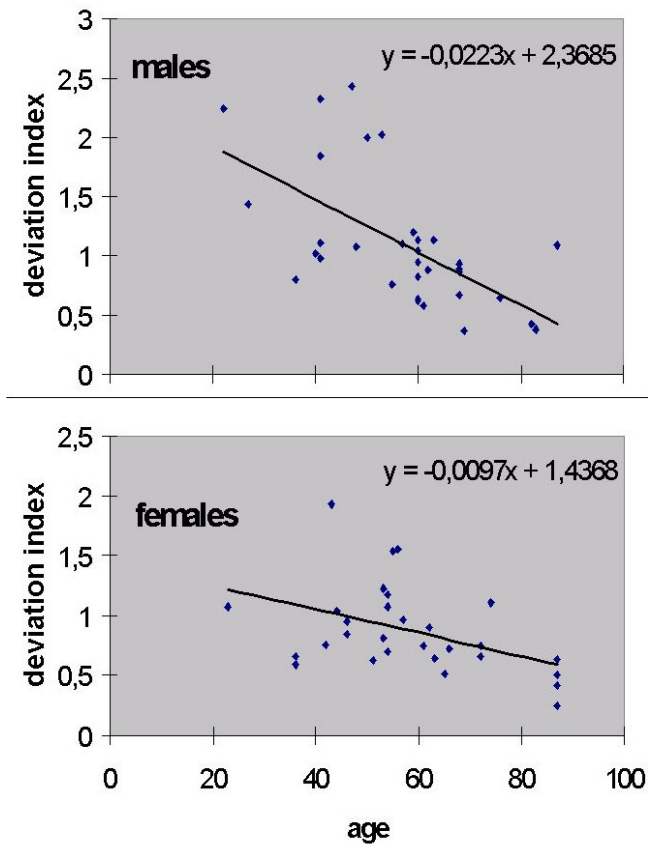 3
y = -0,0223x + 2,3685
males
2,5
2
1,5
1
0,5
0
deviation index
2,5
y = -0,0097x + 1,4368
females
2
1,5
1
0,5
0
deviation index
0 20 40 60 80 100
age